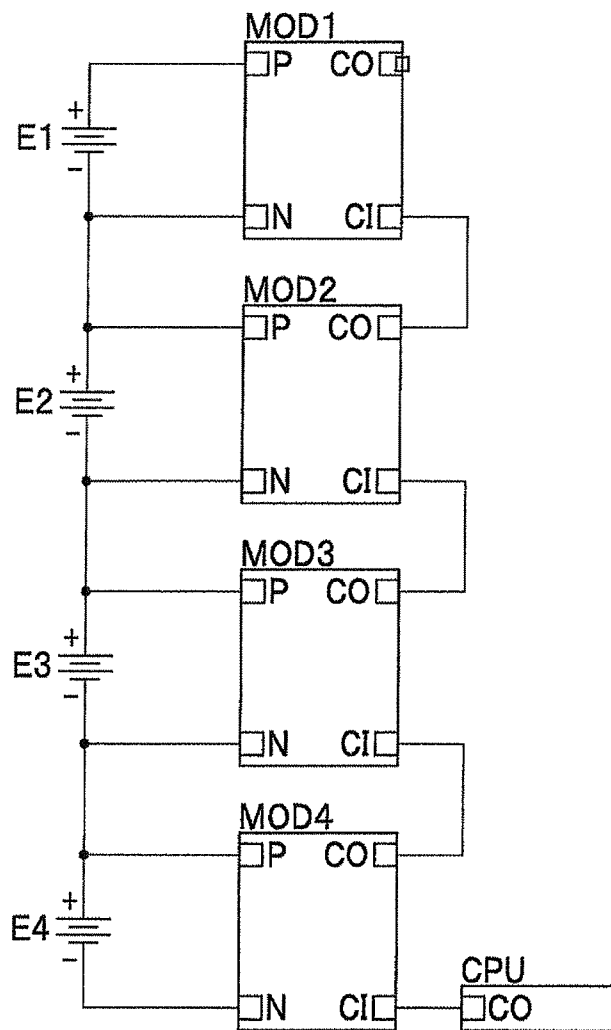 MOD1
P CO
+
E1
-
N CI
MOD2
P CO
+
E2
-
N CI
MOD3
P CO
+
E3
-
N CI
MOD4
P CO
+
E4
-
CPU
N CI CO